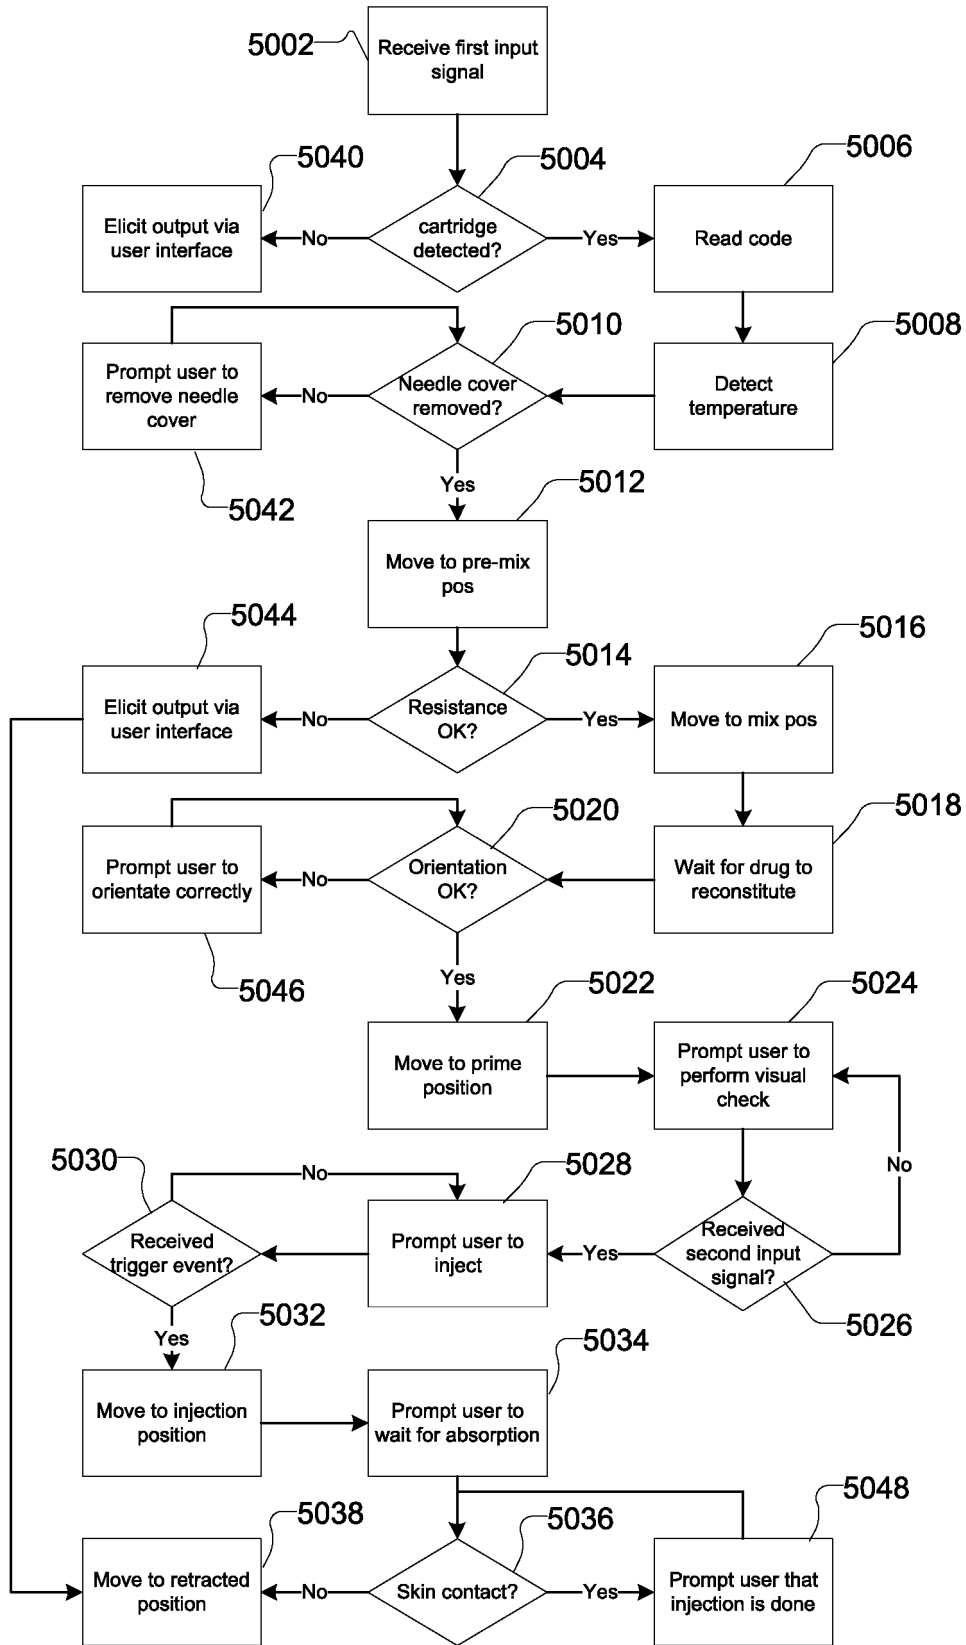 5002
Receive first input
signal
5040
5004
5006
Elicit output via
user interface
No
cartridge
detected?
Yes
Read code
5010
5008
Prompt user to
remove needle
cover
No
Needle cover
removed?
Detect
temperature
5042
Yes
5012
Move to pre-mix
pos
5044
5014
5016
Elicit output via
user interface
No
Resistance
OK?
Yes
Move to mix pos
5020
5018
Prompt user to
orientate correctly
No
Orientation
OK?
Wait for drug to
reconstitute
5046
Yes
5022
5024
Move to prime
position
Prompt user to
perform visual
check
5030
No
5028
No
Received
trigger event?
Prompt user to
inject
Yes
Received
second input
signal?
5026
Yes
5032
5034
Move to injection
position
Prompt user to
wait for absorption
5038
5036
5048
Move to retracted
position
No
Skin contact?
Yes
Prompt user that
injection is done